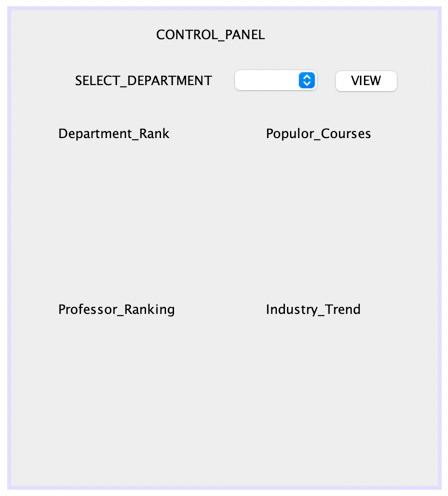 CONTROL_PANEL
SELECT_DEPARTMENT VIEW
Department_Rank Populor_Courses
Professor_Ranking Industry_Trend